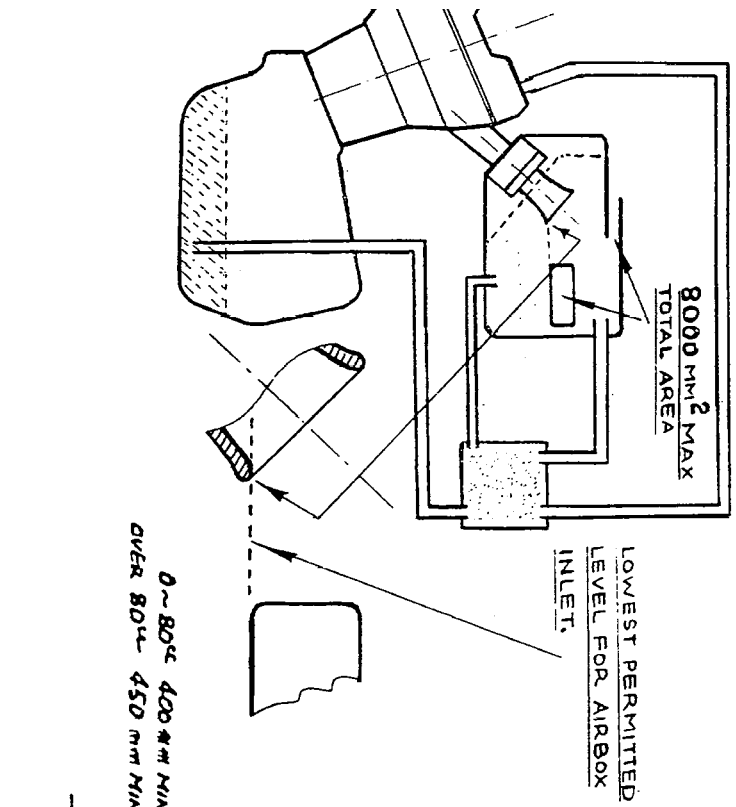 8000 MM² MAX
TOTAL AREA
LOWEST PERMITTED
LEVEL FOR AIRBOX
INLET.
0~80cc 400 mm MIN
OVER 80cc 450 mm MIN